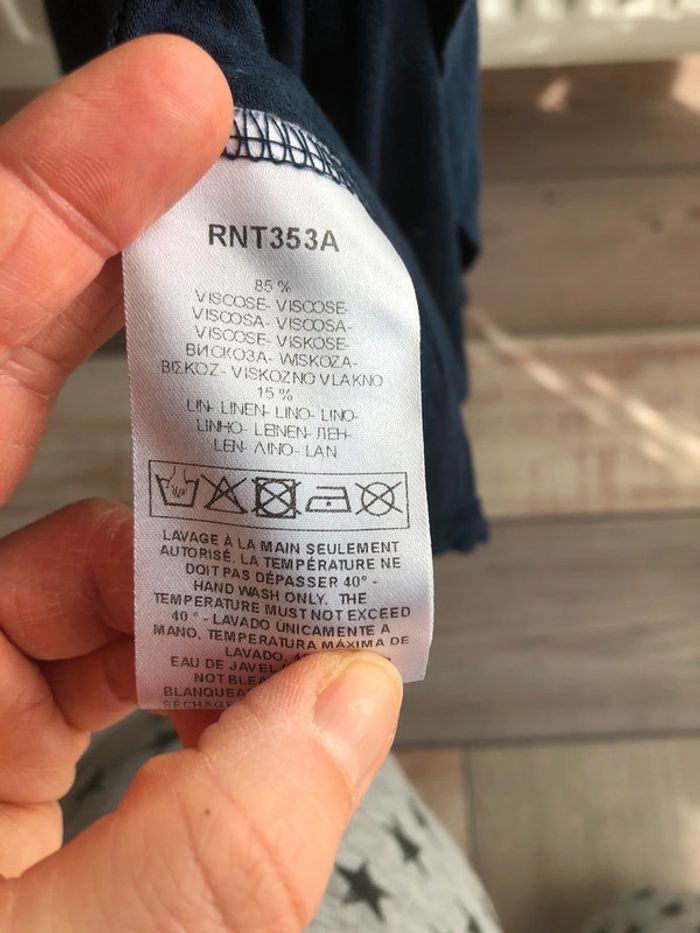 RNT353A
85 %
VISCOSE- VISCOSE-
VISCOSA- VISCOSA-
VISCOSE- VISKOSE-
ВИСКОЗА- WISKOZA-
ΒΙΣΚΟΖ- VISKOZNO VLAKNO
15 %
LIN- LINEN- LINO- LINO-
LINHO- LEINEN- ЛЕН-
LEN- ΛΙΝΟ- LAN
LAVAGE À LA MAIN SEULEMENT
AUTORISÉ. LA TEMPÉRATURE NE
DOIT PAS DÉPASSER 40° -
HAND WASH ONLY. THE
TEMPERATURE MUST NOT EXCEED
40 ° - LAVADO ÚNICAMENTE A
MANO, TEMPERATURA MÁXIMA DE
LAVADO,
EAU DE JAVEL
NOT BLEA
BLANQUEA
SÉCHAGE